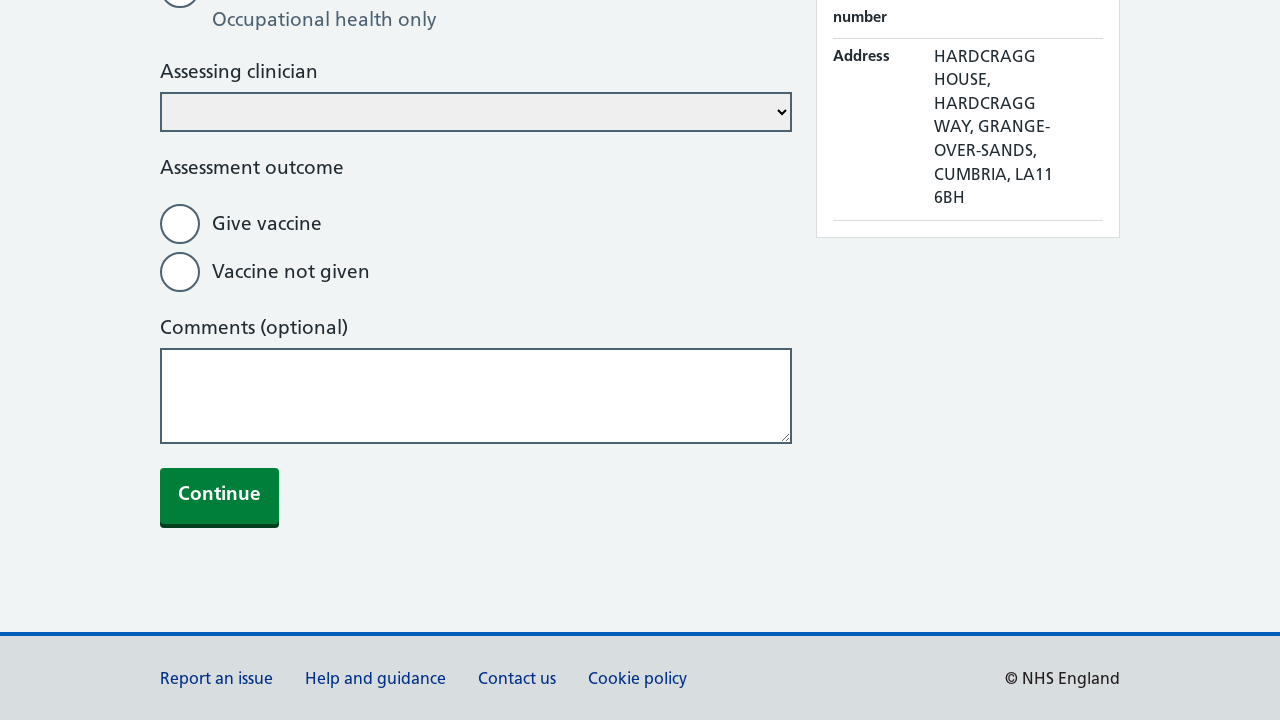 Occupational health only
Assessing clinician
Assessment outcome
Give vaccine
Vaccine not given
Comments (optional)
Continue
number
Address
HARDCRAGG
HOUSE,
HARDCRAGG
WAY, GRANGE-
OVER-SANDS,
CUMBRIA, LA11
6BH
Report an issue
Help and guidance
Contact us
Cookie policy
© NHS England